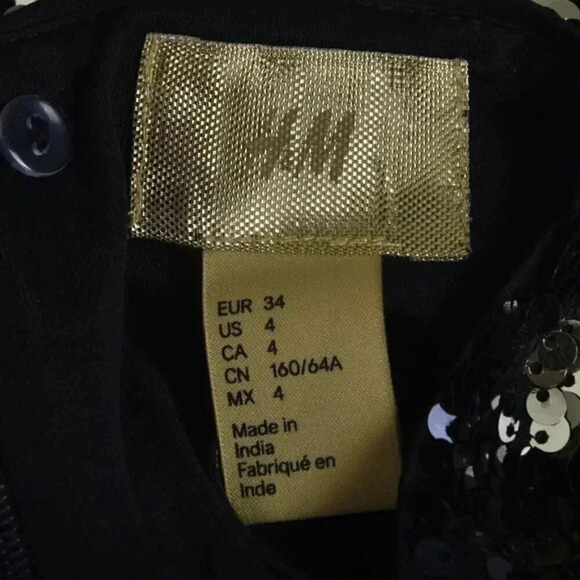 H&M
EUR 34
US 4
CA 4
CN 160/64A
MX 4
Made in
India
Fabriqué en
Inde